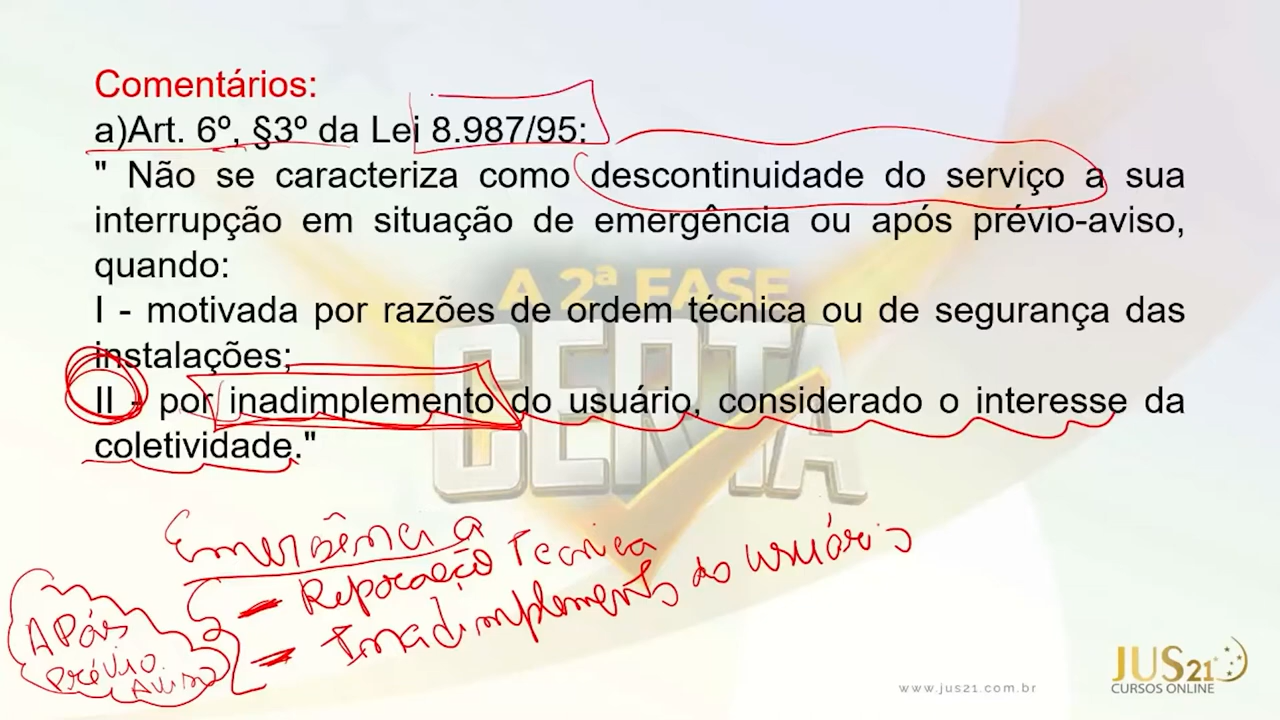 Comentários:
a)Art. 6º, §3º da Lei 8.987/95:
" Não se caracteriza como descontinuidade do serviço a sua
interrupção em situação de emergência ou após prévio-aviso,
quando:
I - motivada por razões de ordem técnica ou de segurança das
instalações;
II - por inadimplemento do usuário, considerado o interesse da
coletividade."
A 2ª FASE
CERTA
Emergência
- Reparação Técnica
- Inadimplemento do usuário
Após
Prévio
Aviso
JUS21
CURSOS ONLINE
www.jus21.com.br